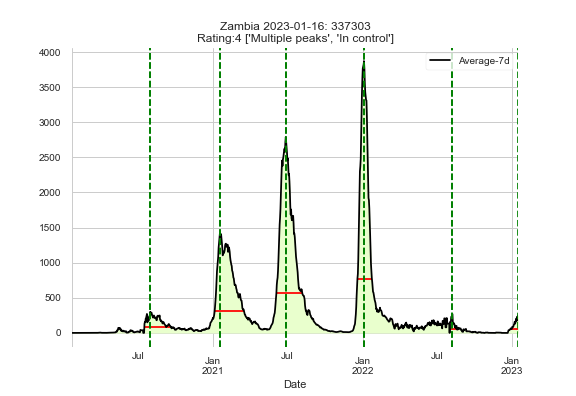 Zambia 2023-01-16: 337303
Rating:4 ['Multiple peaks', 'In control']
Average-7d
4000
3500
3000
2500
2000
1500
1000
500
0
Jul
Jan
2021
Jul
Jan
2022
Jul
Jan
2023
Date